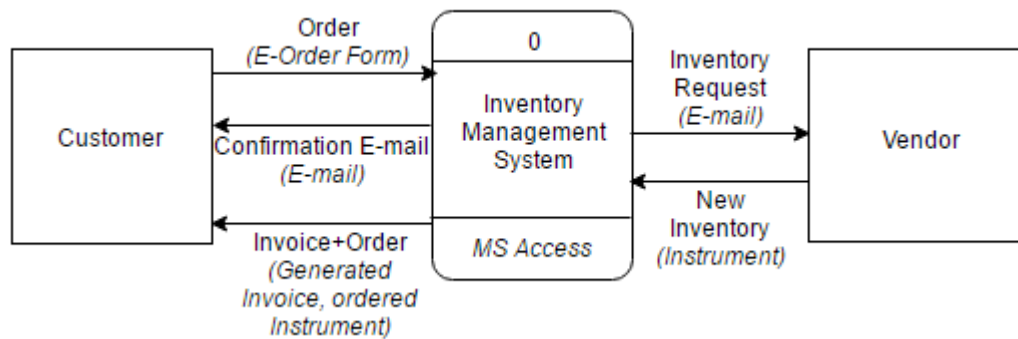 Order
(E-Order Form)
Customer
Confirmation E-mail
(E-mail)
Invoice+Order
(Generated
Invoice, ordered
Instrument)
0
Inventory
Management
System
MS Access
Inventory
Request
(E-mail)
New
Inventory
(Instrument)
Vendor